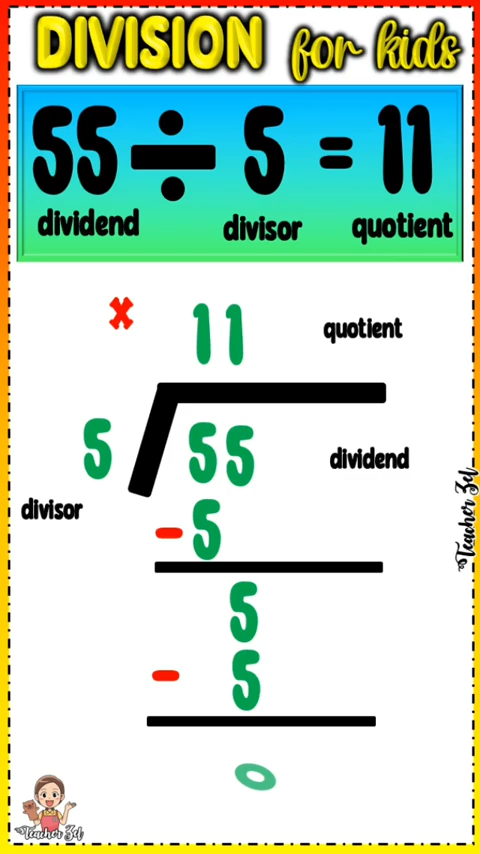 DIVISION for kids
55 ÷ 5 = 11
dividend divisor quotient
x 11 quotient
5 55 dividend
divisor
- 5
5
- 5
0
Teacher Zel
Teacher Zel